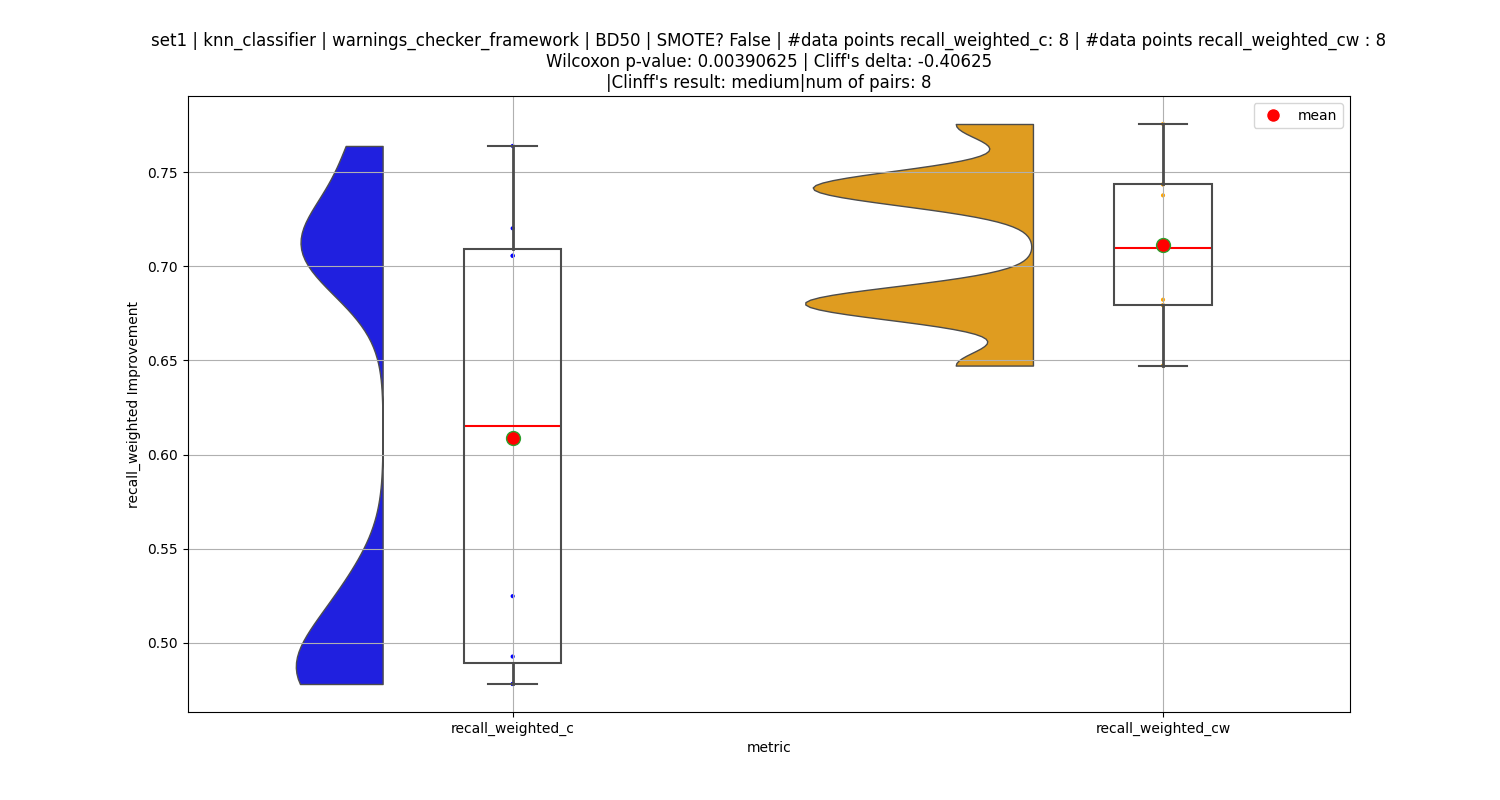 set1 | knn_classifier | warnings_checker_framework | BD50 | SMOTE? False | #data points recall_weighted_c: 8 | #data points recall_weighted_cw : 8
Wilcoxon p-value: 0.00390625 | Cliff's delta: -0.40625
|Clinff's result: medium|num of pairs: 8
mean
recall_weighted Improvement
0.75
0.70
0.65
0.60
0.55
0.50
recall_weighted_c
recall_weighted_cw
metric